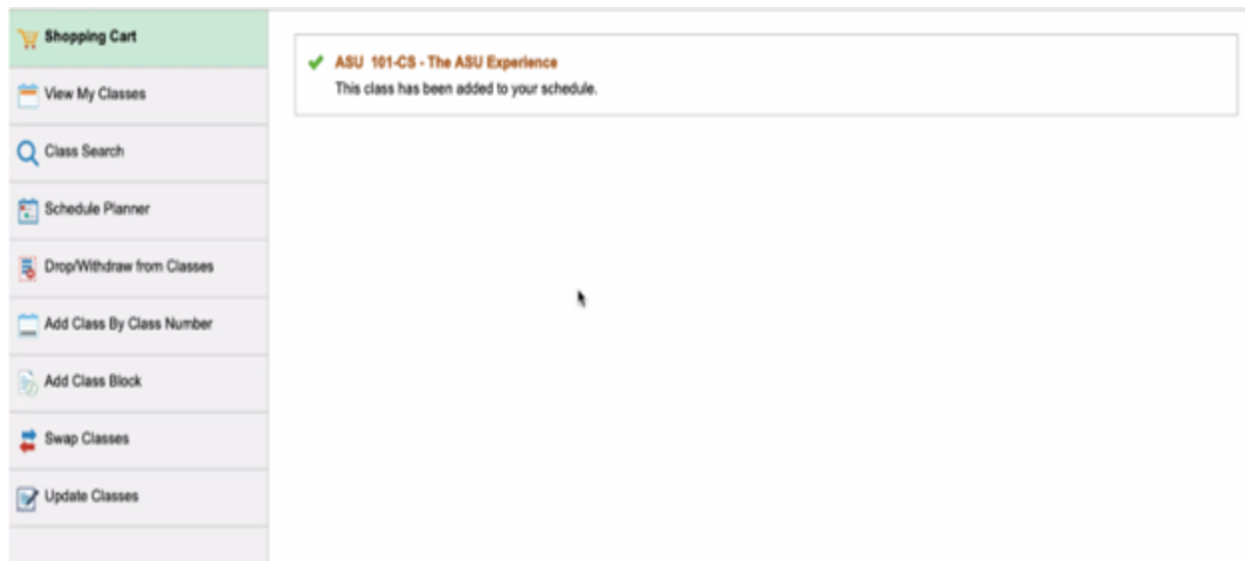 Shopping Cart
View My Classes
Class Search
Schedule Planner
Drop/Withdraw from Classes
Add Class By Class Number
Add Class Block
Swap Classes
Update Classes
ASU 101-CS - The ASU Experience
This class has been added to your schedule.